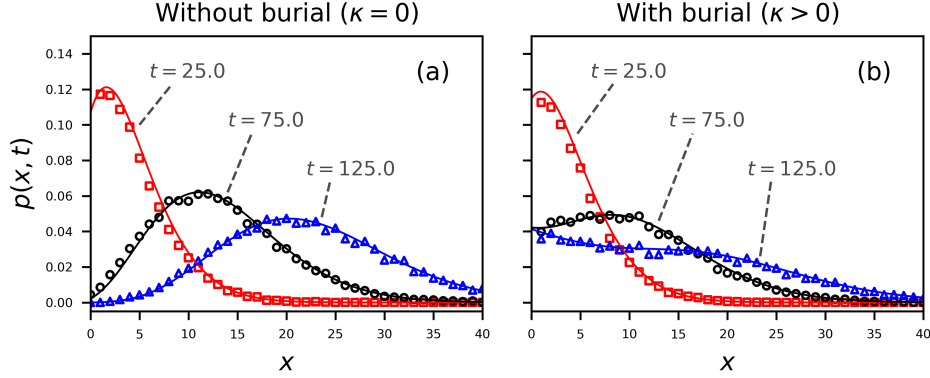 Without burial (κ = 0)
With burial (κ > 0)
p(x, t)
0.14
0.12
0.10
0.08
0.06
0.04
0.02
0.00
t = 25.0
(a)
t = 75.0
t = 125.0
0 5 10 15 20 25 30 35 40
x
t = 25.0
(b)
t = 75.0
t = 125.0
0 5 10 15 20 25 30 35 40
x